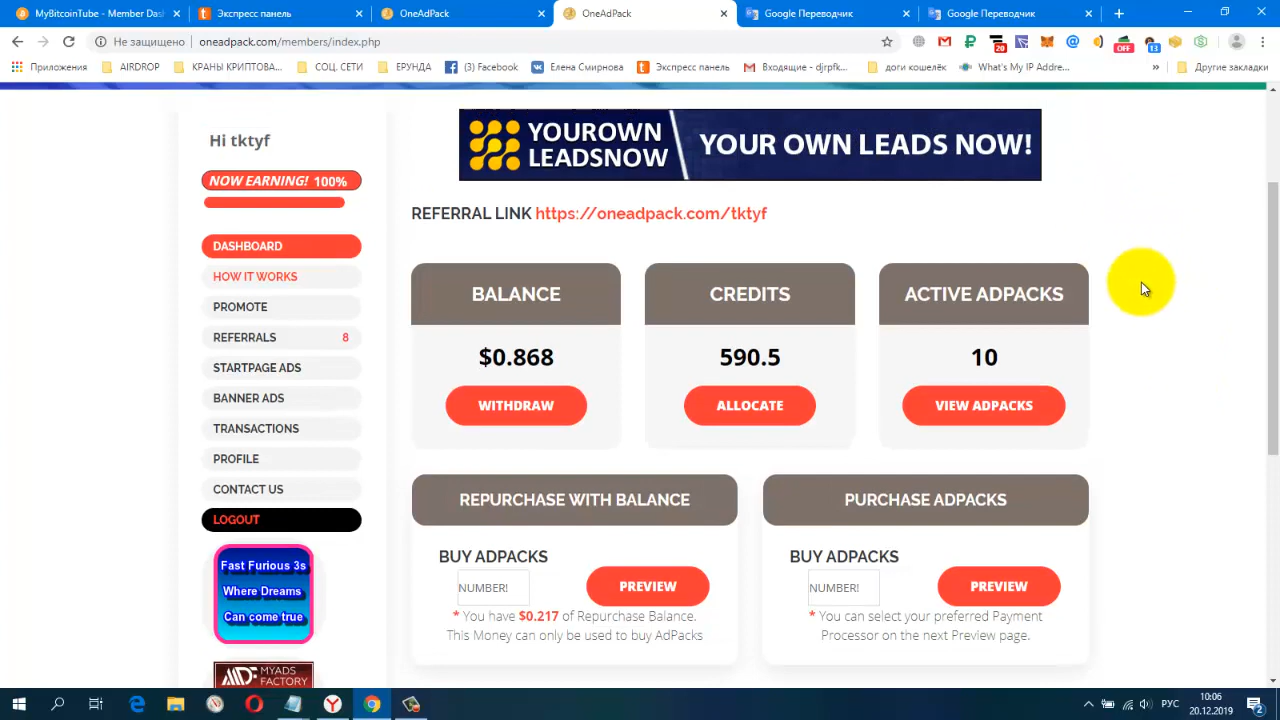 MyBitcoinTube - Member Das
Экспресс панель
OneAdPack
OneAdPack
Google Переводчик
Google Переводчик
Не защищено
oneadpack.com/members/index.php
20
OFF
13
Приложения
AIRDROP
КРАНЫ КРИПТОВА...
СОЦ. СЕТИ
ЕРУНДА
Facebook
Елена Смирнова
Экспресс панель
Входящие - djrpfk...
доги кошелёк
What's My IP Addre...
»
Другие закладки
YOUROWN
LEADSNOW
YOUR OWN LEADS NOW!
Hi tktyf
NOW EARNING! 100%
REFERRAL LINK https://oneadpack.com/tktyf
DASHBOARD
HOW IT WORKS
PROMOTE
REFERRALS 8
STARTPAGE ADS
BANNER ADS
TRANSACTIONS
PROFILE
CONTACT US
LOGOUT
BALANCE
$0.868
WITHDRAW
CREDITS
590.5
ALLOCATE
ACTIVE ADPACKS
10
VIEW ADPACKS
REPURCHASE WITH BALANCE
BUY ADPACKS
NUMBER!
PREVIEW
* You have $0.217 of Repurchase Balance.
This Money can only be used to buy AdPacks
PURCHASE ADPACKS
BUY ADPACKS
NUMBER!
PREVIEW
* You can select your preferred Payment
Processor on the next Preview page.
Fast Furious 3s
Where Dreams
Can come true
MYADS
FACTORY
РУС
10:06
20.12.2019
2